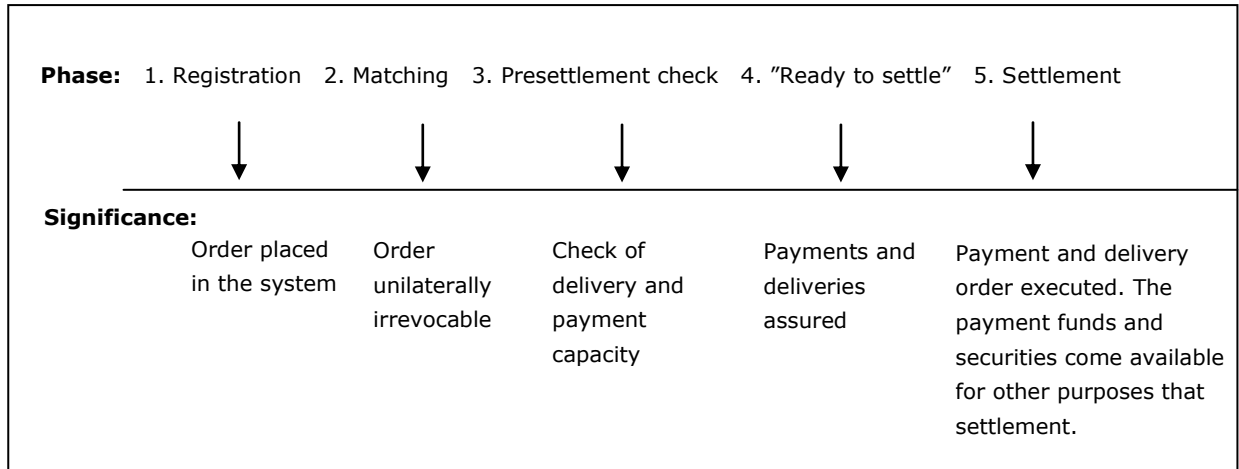 Phase: 1. Registration 2. Matching 3. Presettlement check 4. ”Ready to settle” 5. Settlement
Significance:
Order placed
in the system
Order
unilaterally
irrevocable
Check of
delivery and
payment
capacity
Payments and
deliveries
assured
Payment and delivery
order executed. The
payment funds and
securities come available
for other purposes that
settlement.